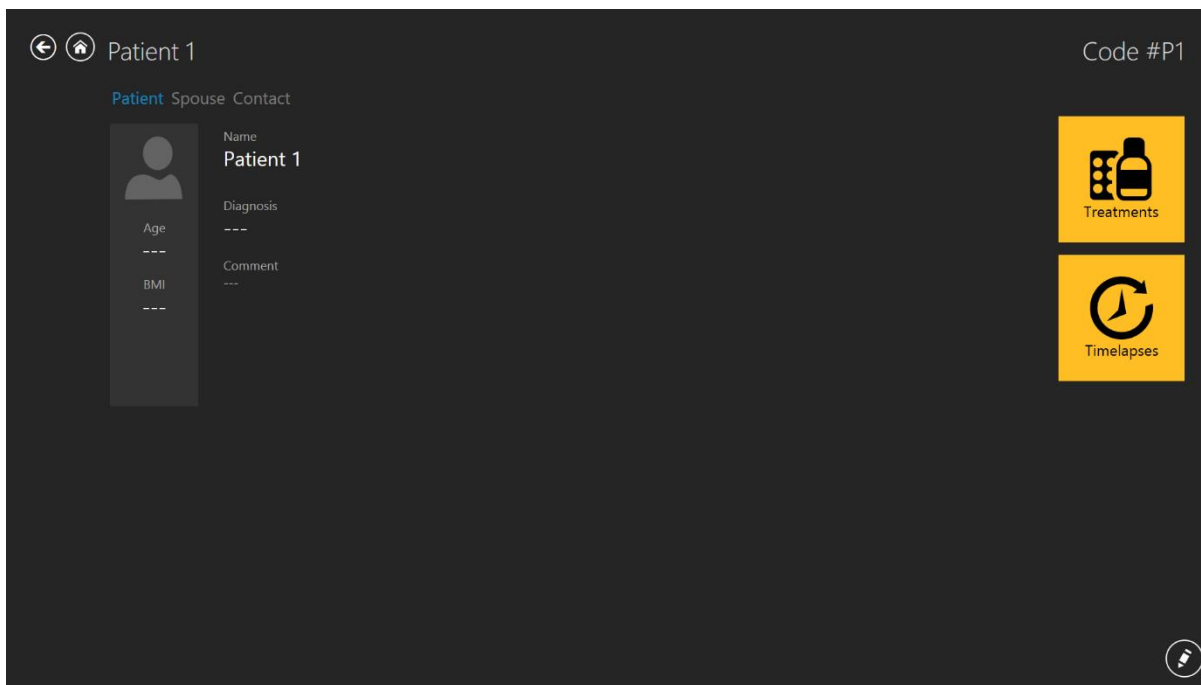 Patient 1
Code #P1
Patient Spouse Contact
Name
Patient 1
Diagnosis
---
Comment
---
Age
---
BMI
---
Treatments
Timelapses